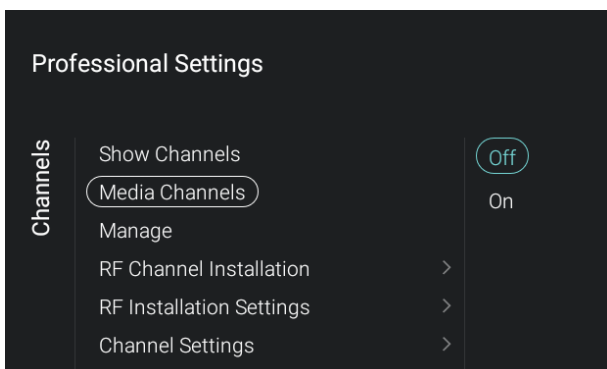 Professional Settings
Channels
Show Channels
Media Channels
Manage
RF Channel Installation
RF Installation Settings
Channel Settings
Off
On